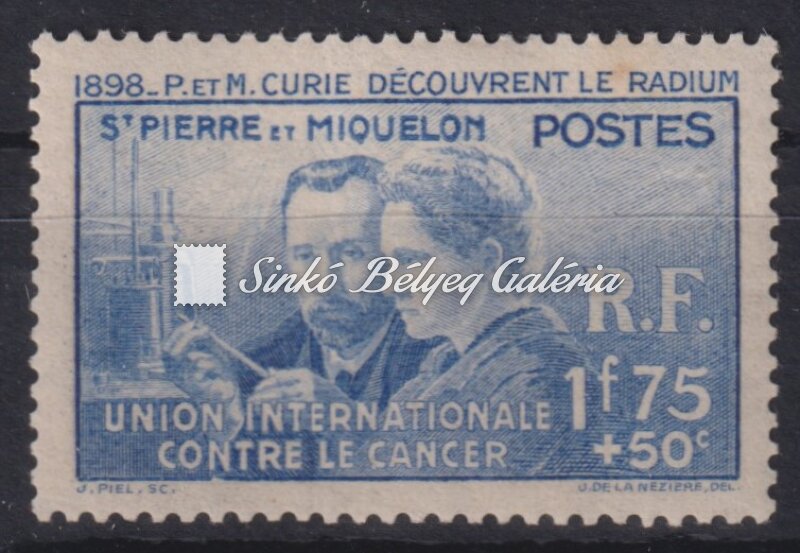 1898_P. ET M. CURIE DÉCOUVRENT LE RADIUM
ST PIERRE ET MIQUELON POSTES
Sinkó Bélyeg Galéria
R.F.
1f75
+50c
UNION INTERNATIONALE
CONTRE LE CANCER
J. PIEL, SC.
J. DE LA NEZIÈRE, DEL.